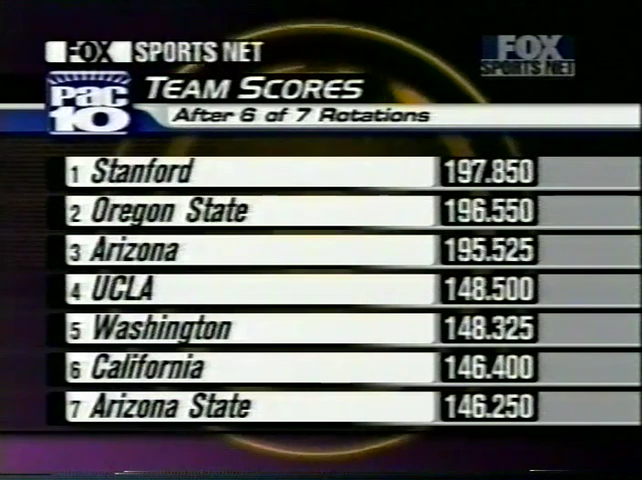 FOX SPORTS NET
FOX
SPORTS NET
Pac 10
TEAM SCORES
After 6 of 7 Rotations
1 Stanford 197.850
2 Oregon State 196.550
3 Arizona 195.525
4 UCLA 148.500
5 Washington 148.325
6 California 146.400
7 Arizona State 146.250